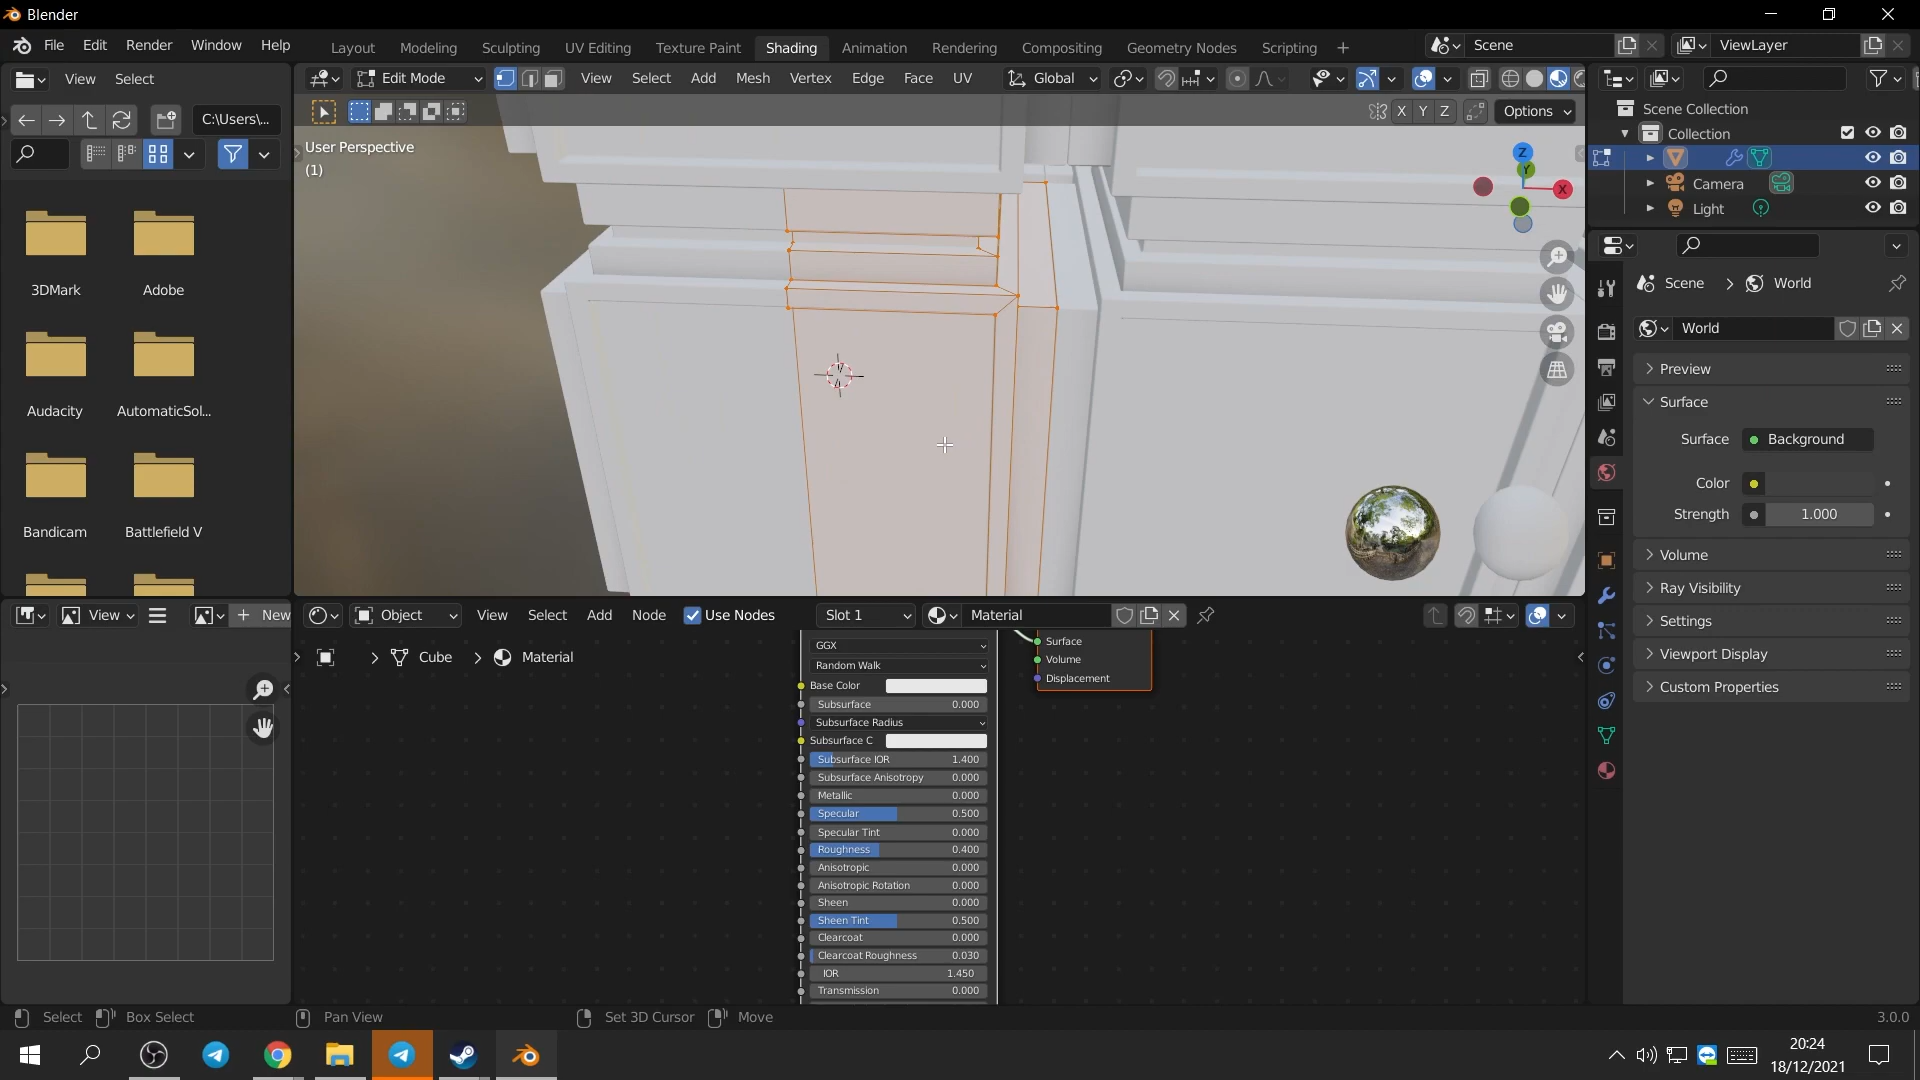 Blender
File Edit Render Window Help
Layout Modeling Sculpting UV Editing Texture Paint Shading Animation Rendering Compositing Geometry Nodes Scripting
Scene
ViewLayer
View Select
Edit Mode View Select Add Mesh Vertex Edge Face UV Global
C:\Users\...
X Y Z Options
User Perspective
(1)
Z
Y
X
3DMark
Adobe
Audacity
AutomaticSol...
Bandicam
Battlefield V
Scene Collection
Collection
Camera
Light
Scene > World
World
Preview
Surface
Surface Background
Color
Strength 1.000
Volume
Ray Visibility
Settings
Viewport Display
Custom Properties
View New
Object View Select Add Node Use Nodes Slot 1 Material
Cube > Material
GGX
Random Walk
Base Color
Subsurface 0.000
Subsurface Radius
Subsurface C
Subsurface IOR 1.400
Subsurface Anisotropy 0.000
Metallic 0.000
Specular 0.500
Specular Tint 0.000
Roughness 0.400
Anisotropic 0.000
Anisotropic Rotation 0.000
Sheen 0.000
Sheen Tint 0.500
Clearcoat 0.000
Clearcoat Roughness 0.030
IOR 1.450
Transmission 0.000
Surface
Volume
Displacement
Select Box Select Pan View Set 3D Cursor Move 3.0.0
20:24
18/12/2021